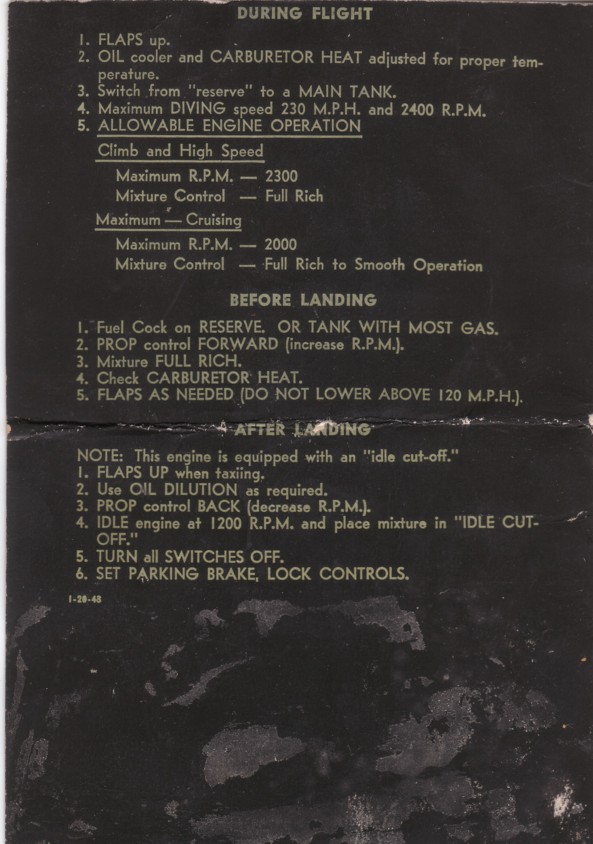 DURING FLIGHT
1. FLAPS up.
2. OIL cooler and CARBURETOR HEAT adjusted for proper tem-
perature.
3. Switch from "reserve" to a MAIN TANK.
4. Maximum DIVING speed 230 M.P.H. and 2400 R.P.M.
5. ALLOWABLE ENGINE OPERATION
Climb and High Speed
Maximum R.P.M. — 2300
Mixture Control — Full Rich
Maximum — Cruising
Maximum R.P.M. — 2000
Mixture Control — Full Rich to Smooth Operation
BEFORE LANDING
1. Fuel Cock on RESERVE. OR TANK WITH MOST GAS.
2. PROP control FORWARD (increase R.P.M.).
3. Mixture FULL RICH.
4. Check CARBURETOR HEAT.
5. FLAPS AS NEEDED (DO NOT LOWER ABOVE 120 M.P.H.).
AFTER LANDING
NOTE: This engine is equipped with an "idle cut-off."
1. FLAPS UP when taxiing.
2. Use OIL DILUTION as required.
3. PROP control BACK (decrease R.P.M.).
4. IDLE engine at 1200 R.P.M. and place mixture in "IDLE CUT-
OFF."
5. TURN all SWITCHES OFF.
6. SET PARKING BRAKE, LOCK CONTROLS.
1-28-43